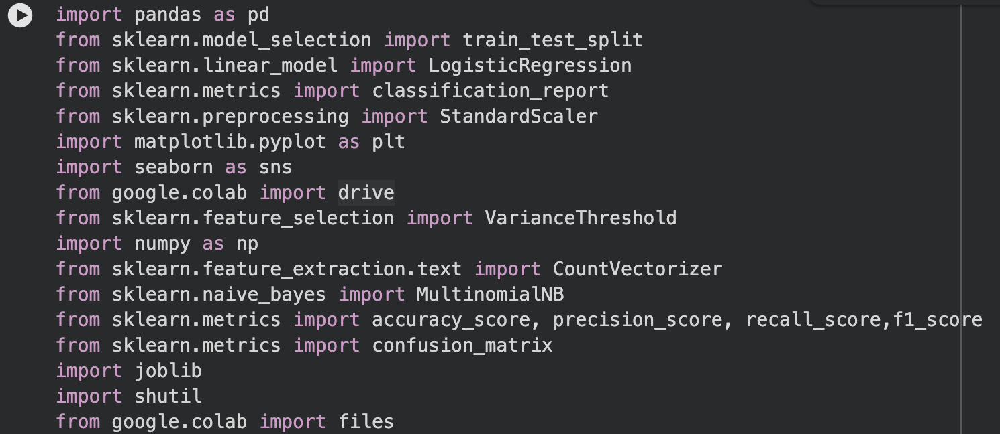 import pandas as pd
from sklearn.model_selection import train_test_split
from sklearn.linear_model import LogisticRegression
from sklearn.metrics import classification_report
from sklearn.preprocessing import StandardScaler
import matplotlib.pyplot as plt
import seaborn as sns
from google.colab import drive
from sklearn.feature_selection import VarianceThreshold
import numpy as np
from sklearn.feature_extraction.text import CountVectorizer
from sklearn.naive_bayes import MultinomialNB
from sklearn.metrics import accuracy_score, precision_score, recall_score,f1_score
from sklearn.metrics import confusion_matrix
import joblib
import shutil
from google.colab import files